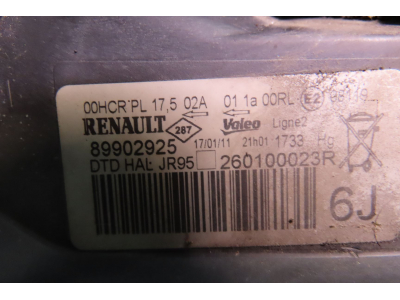 00HCR PL 17,5 02A 01 1a 00RL E2
RENAULT 287 Valeo Ligne2
89902925 17/01/11 21h01 1733 Hg
DTD HAL JR95 260100023R
6J